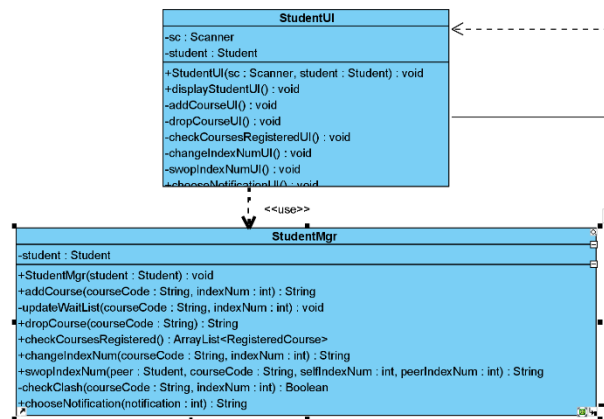 StudentUI
-sc : Scanner
-student : Student
+StudentUI(sc : Scanner, student : Student) : void
+displayStudentUI() : void
-addCourseUI() : void
-dropCourseUI() : void
-checkCoursesRegisteredUI() : void
-changeIndexNumUI() : void
-swopIndexNumUI() : void
+chooseNotificationUI() : void
<<use>>
StudentMgr
-student : Student
+StudentMgr(student : Student) : void
+addCourse(courseCode : String, indexNum : int) : String
-updateWaitList(courseCode : String, indexNum : int) : void
+dropCourse(courseCode : String) : String
+checkCoursesRegistered() : ArrayList<RegisteredCourse>
+changeIndexNum(courseCode : String, indexNum : int) : String
+swopIndexNum(peer : Student, courseCode : String, selfIndexNum : int, peerIndexNum : int) : String
-checkClash(courseCode : String, indexNum : int) : Boolean
+chooseNotification(notification : int) : String